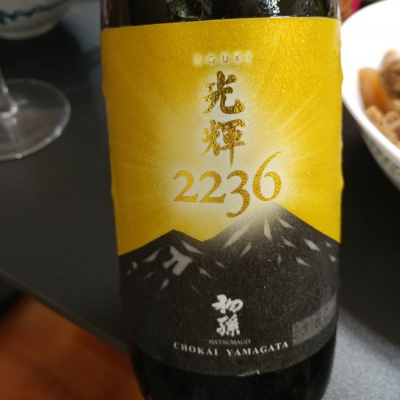 KOUKI
光輝
2236
初孫
HATSUMAGO
CHOKAI YAMAGATA